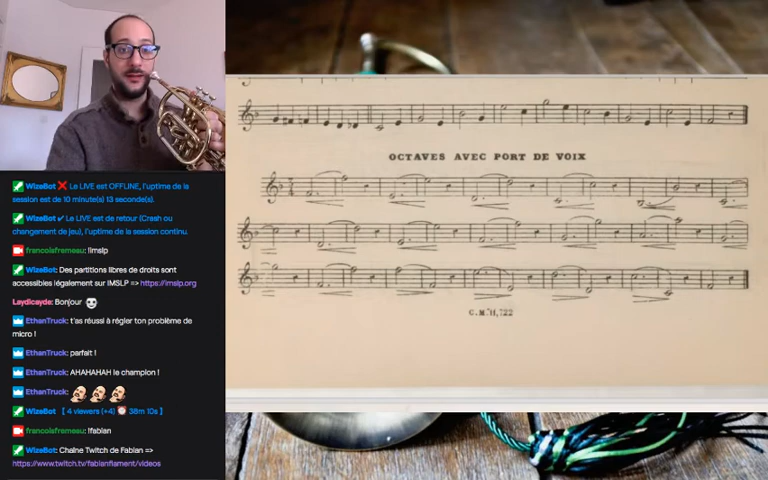 WizeBot ❌ Le LIVE est OFFLINE, l'uptime de la
session est de 10 minute(s) 13 seconde(s).
WizeBot ✔ Le LIVE est de retour (Crash ou
changement de jeu), l'uptime de la session continu.
francoisfremeau: !imslp
WizeBot: Des partitions libres de droits sont
accessibles légalement sur IMSLP => https://imslp.org
Laydicayde: Bonjour
EthanTruck: t'as réussi à régler ton problème de
micro !
EthanTruck: parfait !
EthanTruck: AHAHAHAH le champion !
EthanTruck:
WizeBot 【 4 viewers (+4) ⏰ 38m 10s 】
francoisfremeau: !fabian
WizeBot: Chaîne Twitch de Fabian =>
https://www.twitch.tv/fabianflament/videos
OCTAVES AVEC PORT DE VOIX